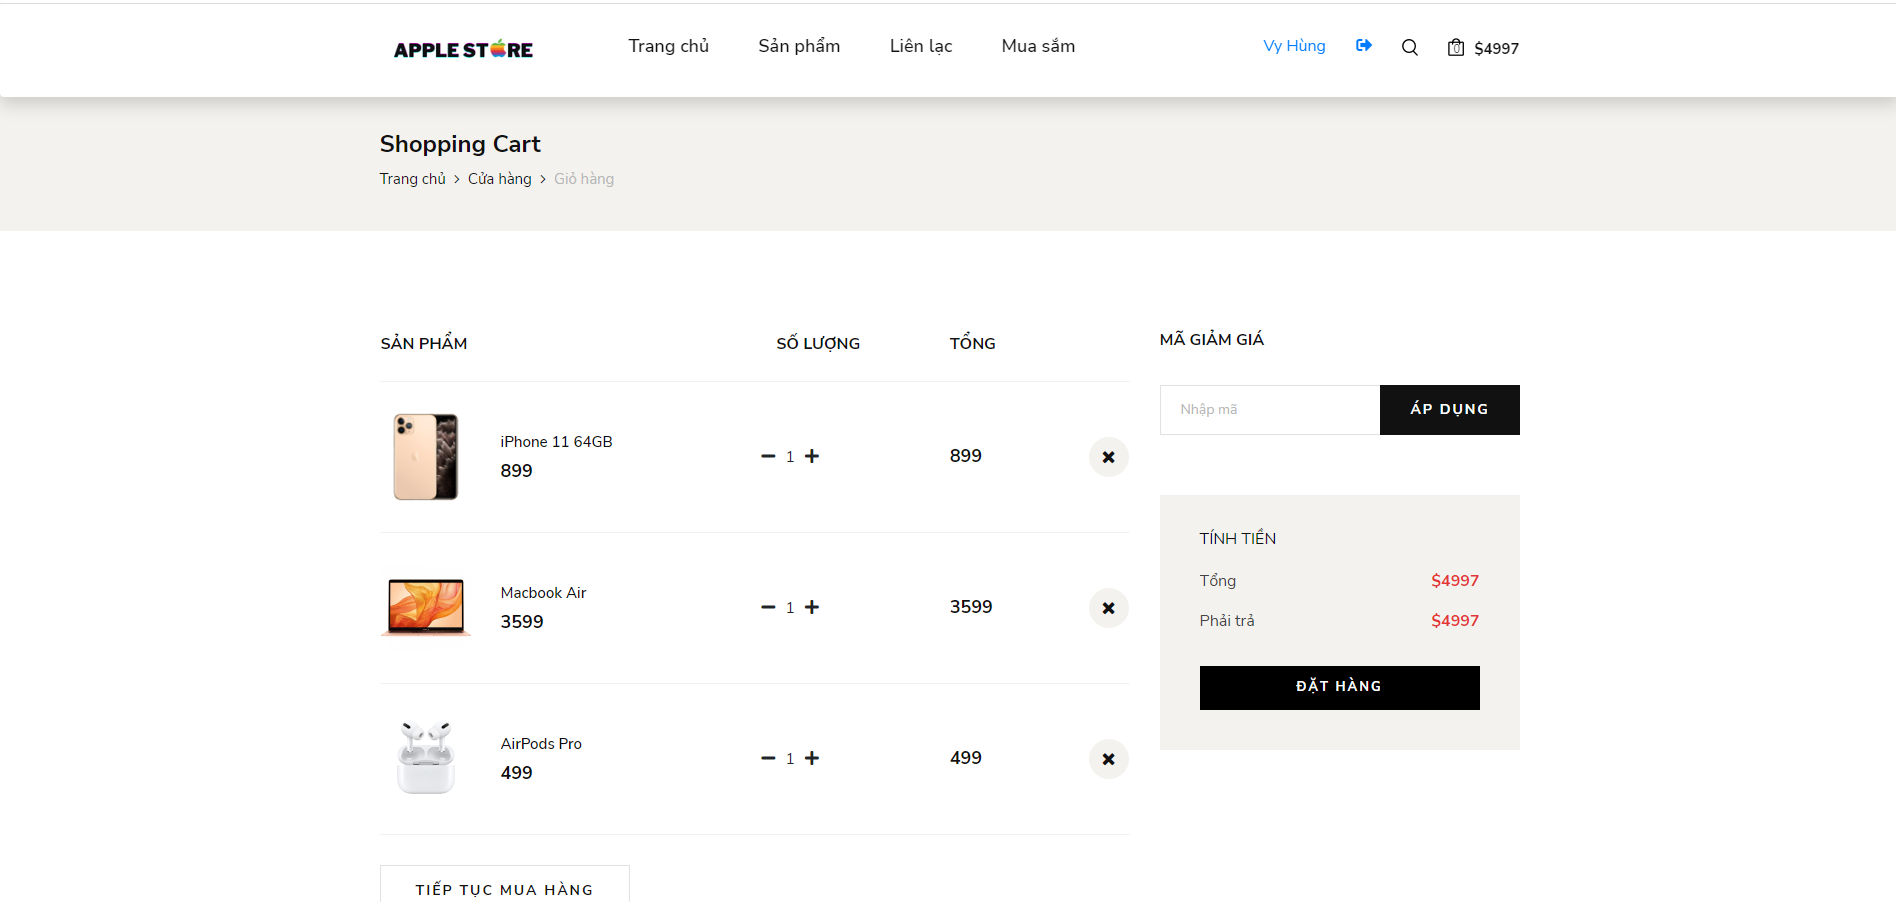 APPLE STORE Trang chủ Sản phẩm Liên lạc Mua sắm Vy Hùng 0 $4997
Shopping Cart
Trang chủ > Cửa hàng > Giỏ hàng
SẢN PHẨM SỐ LƯỢNG TỔNG
iPhone 11 64GB
899
1
899
Macbook Air
3599
1
3599
AirPods Pro
499
1
499
TIẾP TỤC MUA HÀNG
MÃ GIẢM GIÁ
Nhập mã ÁP DỤNG
TÍNH TIỀN
Tổng $4997
Phải trả $4997
ĐẶT HÀNG